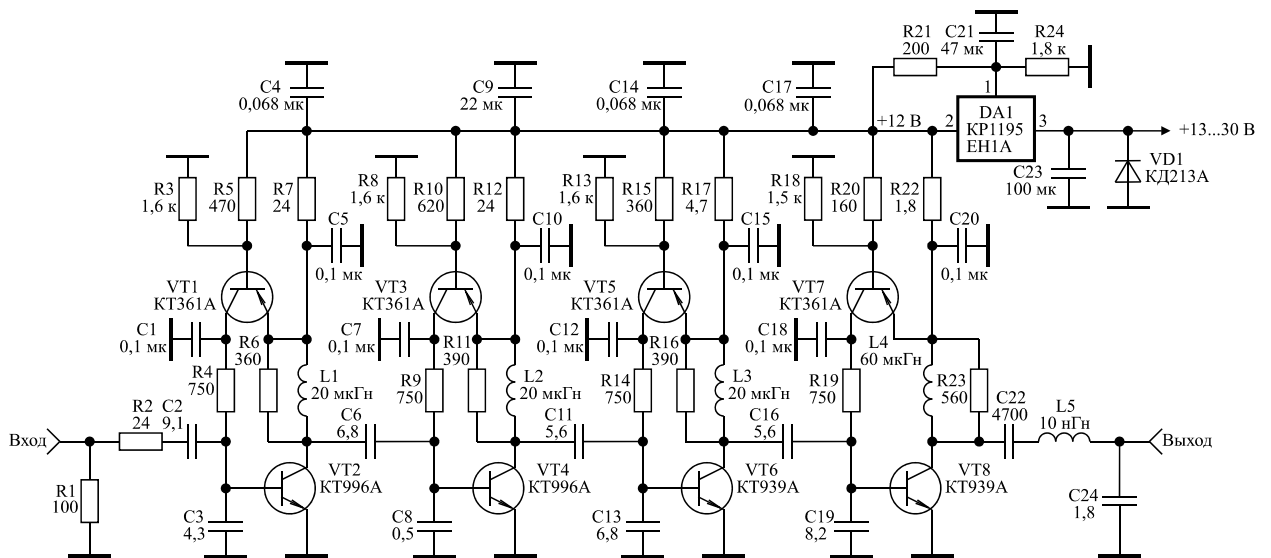 R21
200
C21
47 мк
R24
1,8 к
C4
0,068 мк
C9
22 мк
C14
0,068 мк
C17
0,068 мк
1
+12 В
2
DA1
КР1195
ЕН1А
3
+13...30 В
C23
100 мк
VD1
КД213А
R3
1,6 к
R5
470
R7
24
R8
1,6 к
R10
620
R12
24
R13
1,6 к
R15
360
R17
4,7
R18
1,5 к
R20
160
R22
1,8
C5
0,1 мк
C10
0,1 мк
C15
0,1 мк
C20
0,1 мк
VT1
КТ361А
VT3
КТ361А
VT5
КТ361А
VT7
КТ361А
C1
0,1 мк
R6
360
C7
0,1 мк
R11
390
C12
0,1 мк
R16
390
C18
0,1 мк
L4
60 мкГн
R4
750
L1
20 мкГн
R9
750
L2
20 мкГн
R14
750
L3
20 мкГн
R19
750
R23
560
Вход
R2
24
C2
9,1
C6
6,8
C11
5,6
C16
5,6
C22
4700
L5
10 нГн
Выход
R1
100
VT2
КТ996А
VT4
КТ996А
VT6
КТ939А
VT8
КТ939А
C3
4,3
C8
0,5
C13
6,8
C19
8,2
C24
1,8